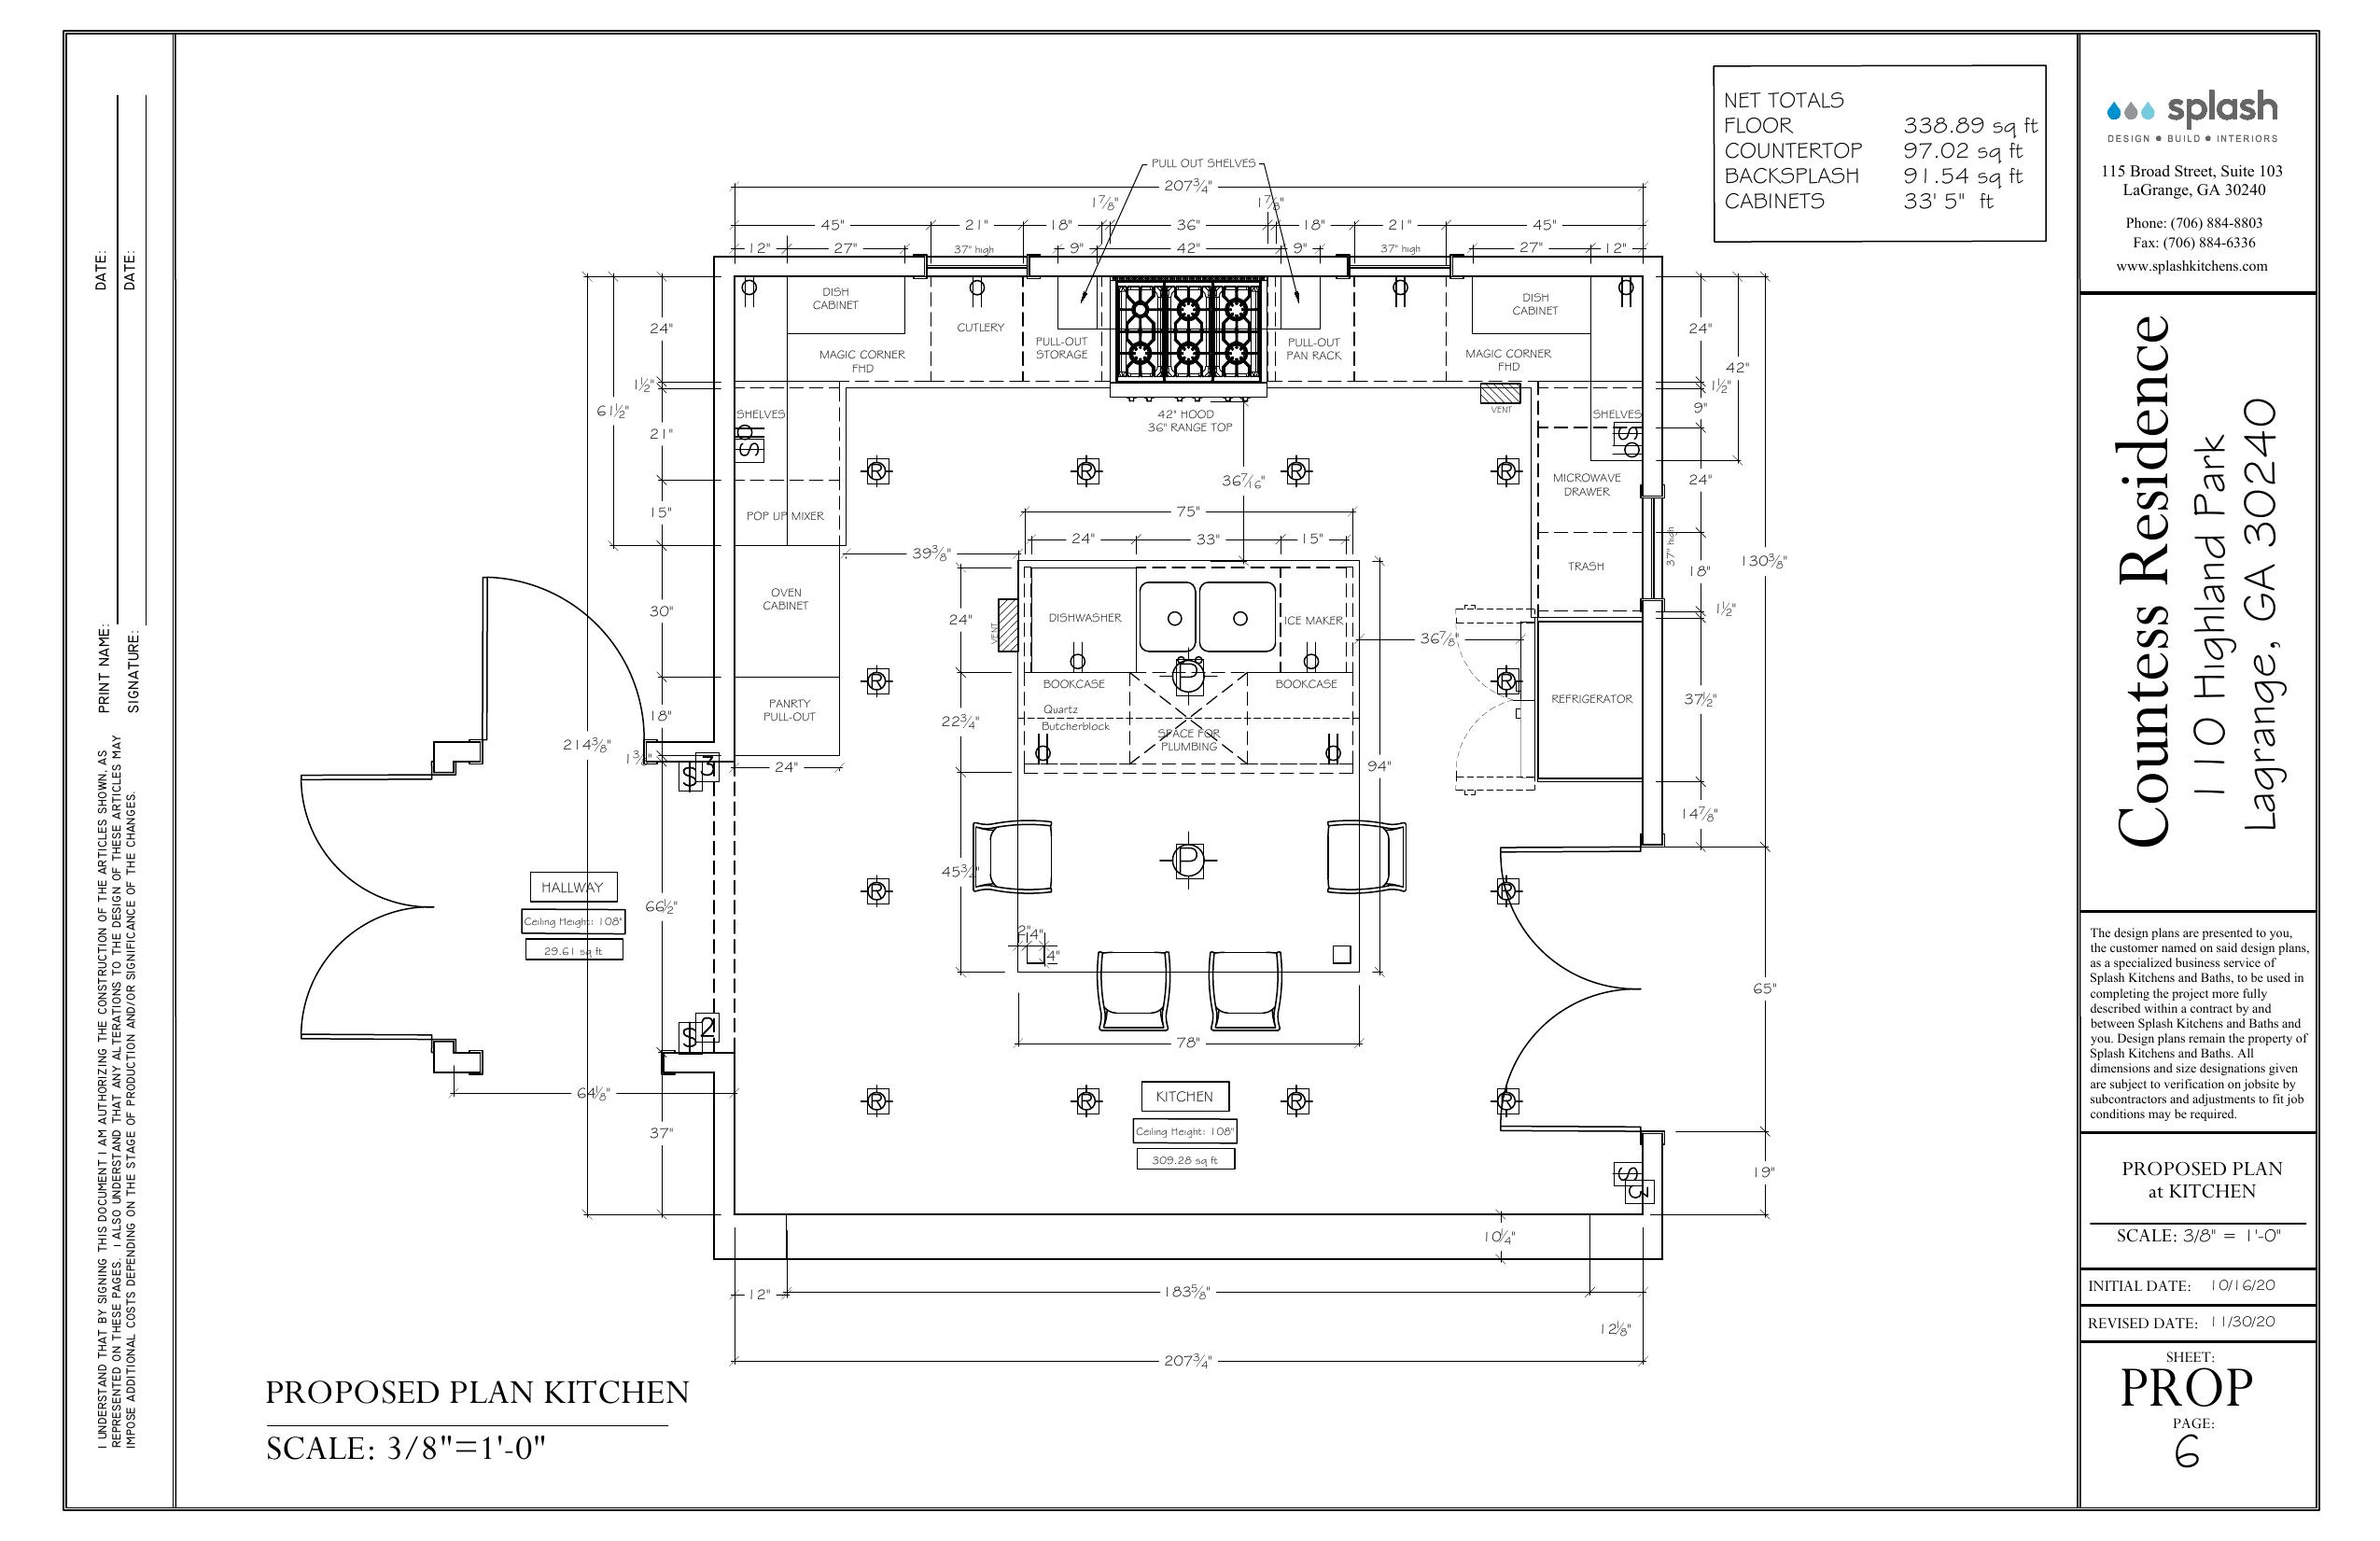 NET TOTALS
FLOOR 338.89 sq ft
COUNTERTOP 97.02 sq ft
BACKSPLASH 91.54 sq ft
CABINETS 33' 5" ft
PULL OUT SHELVES
207¾"
1⅞" 1⅞"
45" 21" 18" 36" 18" 21" 45"
12" 27" 37" high 9" 42" 9" 37" high 27" 12"
DISH
CABINET
DISH
CABINET
CUTLERY
PULL-OUT
STORAGE
PULL-OUT
PAN RACK
MAGIC CORNER
FHD
MAGIC CORNER
FHD
24"
1½"
61½"
21"
15"
30"
18"
1⅜"
214⅜"
66½"
37"
64⅛"
24"
24"
42"
1½"
9"
24"
37" high
18"
1½"
130⅜"
37½"
14⅞"
65"
19"
SHELVES
SHELVES
VENT
42" HOOD
36" RANGE TOP
S
S
R R R R
36⁷⁄₁₆"
POP UP MIXER
MICROWAVE
DRAWER
TRASH
75"
24" 33" 15"
39⅜"
OVEN
CABINET
24"
VENT
DISHWASHER
ICE MAKER
36⅞"
P
R R
BOOKCASE
BOOKCASE
PANRTY
PULL-OUT
REFRIGERATOR
Quartz
Butcherblock
22¾"
SPACE FOR
PLUMBING
94"
$ 3
P
R R
45¾"
HALLWAY
Ceiling Height: 108"
29.61 sq ft
2" 4"
4"
$ 2
78"
R R R R
KITCHEN
Ceiling Height: 108"
309.28 sq ft
S
3
10¼"
12" 183⅝"
12⅛"
207¾"
PROPOSED PLAN KITCHEN
SCALE: 3/8"=1'-0"
DATE:
DATE:
PRINT NAME:
SIGNATURE:
I UNDERSTAND THAT BY SIGNING THIS DOCUMENT I AM AUTHORIZING THE CONSTRUCTION OF THE ARTICLES SHOWN, AS
REPRESENTED ON THESE PAGES. I ALSO UNDERSTAND THAT ANY ALTERATIONS TO THE DESIGN OF THESE ARTICLES MAY
IMPOSE ADDITIONAL COSTS DEPENDING ON THE STAGE OF PRODUCTION AND/OR SIGNIFICANCE OF THE CHANGES.
splash
DESIGN ● BUILD ● INTERIORS
115 Broad Street, Suite 103
LaGrange, GA 30240
Phone: (706) 884-8803
Fax: (706) 884-6336
www.splashkitchens.com
Countess Residence
110 Highland Park
Lagrange, GA 30240
The design plans are presented to you,
the customer named on said design plans,
as a specialized business service of
Splash Kitchens and Baths, to be used in
completing the project more fully
described within a contract by and
between Splash Kitchens and Baths and
you. Design plans remain the property of
Splash Kitchens and Baths. All
dimensions and size designations given
are subject to verification on jobsite by
subcontractors and adjustments to fit job
conditions may be required.
PROPOSED PLAN
at KITCHEN
SCALE: 3/8" = 1'-0"
INITIAL DATE: 10/16/20
REVISED DATE: 11/30/20
SHEET:
PROP
PAGE:
6